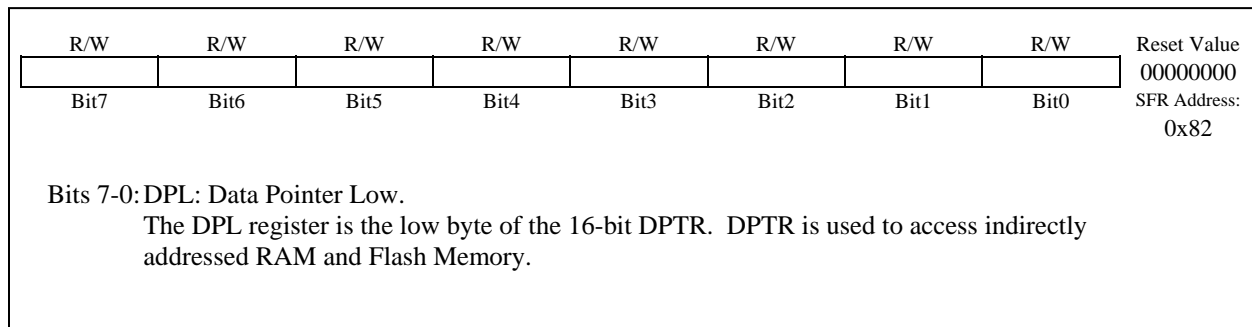 R/W R/W R/W R/W R/W R/W R/W R/W Reset Value
00000000
Bit7 Bit6 Bit5 Bit4 Bit3 Bit2 Bit1 Bit0 SFR Address:
0x82
Bits 7-0: DPL: Data Pointer Low.
The DPL register is the low byte of the 16-bit DPTR. DPTR is used to access indirectly
addressed RAM and Flash Memory.